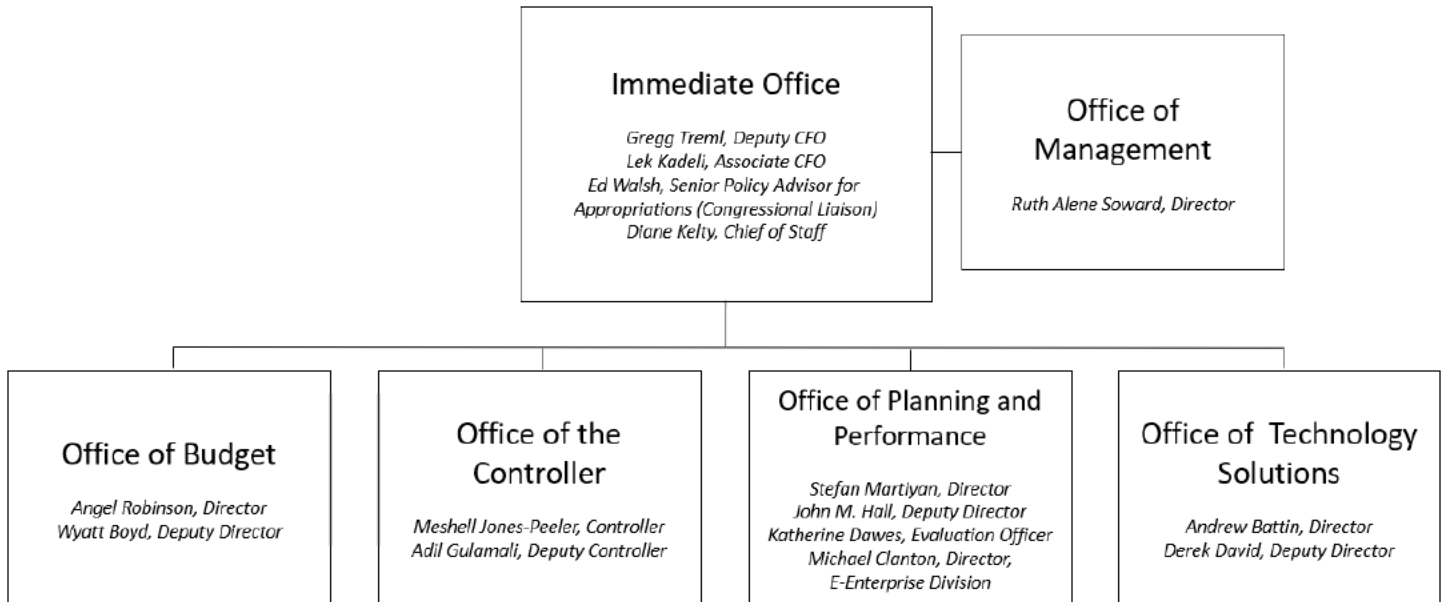 Immediate Office
Gregg Treml, Deputy CFO
Lek Kadeli, Associate CFO
Ed Walsh, Senior Policy Advisor for
Appropriations (Congressional Liaison)
Diane Kelty, Chief of Staff
Office of
Management
Ruth Alene Soward, Director
Office of Budget
Angel Robinson, Director
Wyatt Boyd, Deputy Director
Office of the
Controller
Meshell Jones-Peeler, Controller
Adil Gulamali, Deputy Controller
Office of Planning and
Performance
Stefan Martiyan, Director
John M. Hall, Deputy Director
Katherine Dawes, Evaluation Officer
Michael Clanton, Director,
E-Enterprise Division
Office of Technology
Solutions
Andrew Battin, Director
Derek David, Deputy Director